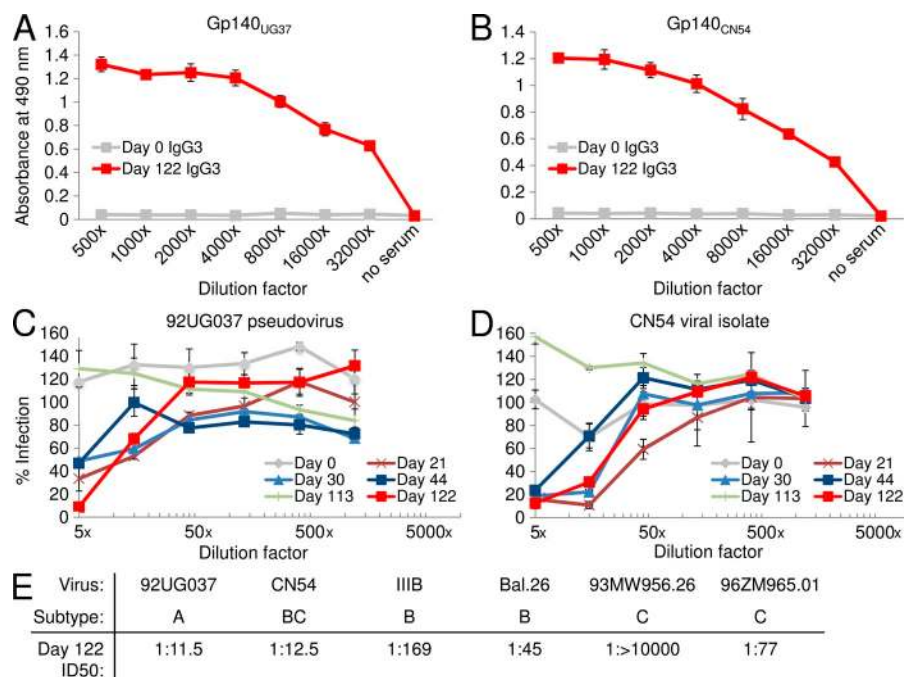 A
Gp140UG37
B
Gp140CN54
Absorbance at 490 nm
1.6
1.4
1.2
1
0.8
0.6
0.4
0.2
0
Day 0 IgG3
Day 122 IgG3
500x
1000x
2000x
4000x
8000x
16000x
32000x
no serum
Dilution factor
1.4
1.2
1
0.8
0.6
0.4
0.2
0
Day 0 IgG3
Day 122 IgG3
500x
1000x
2000x
4000x
8000x
16000x
32000x
no serum
Dilution factor
C
92UG037 pseudovirus
D
CN54 viral isolate
% Infection
160
140
120
100
80
60
40
20
0
Day 0
Day 21
Day 30
Day 44
Day 113
Day 122
5x
50x
500x
5000x
Dilution factor
160
140
120
100
80
60
40
20
0
Day 0
Day 21
Day 30
Day 44
Day 113
Day 122
5x
50x
500x
5000x
Dilution factor
E
Virus: 92UG037 CN54 IIIB Bal.26 93MW956.26 96ZM965.01
Subtype: A BC B B C C
Day 122 1:11.5 1:12.5 1:169 1:45 1:>10000 1:77
ID50: